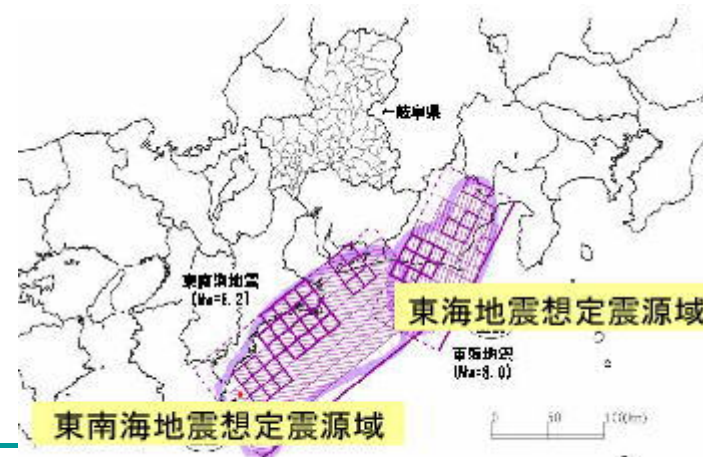 ←岐阜県
東南海地震
(Mw=8.2)
東海地震想定震源域
東海地震
(Mw=8.0)
東南海地震想定震源域
0 50 100(km)